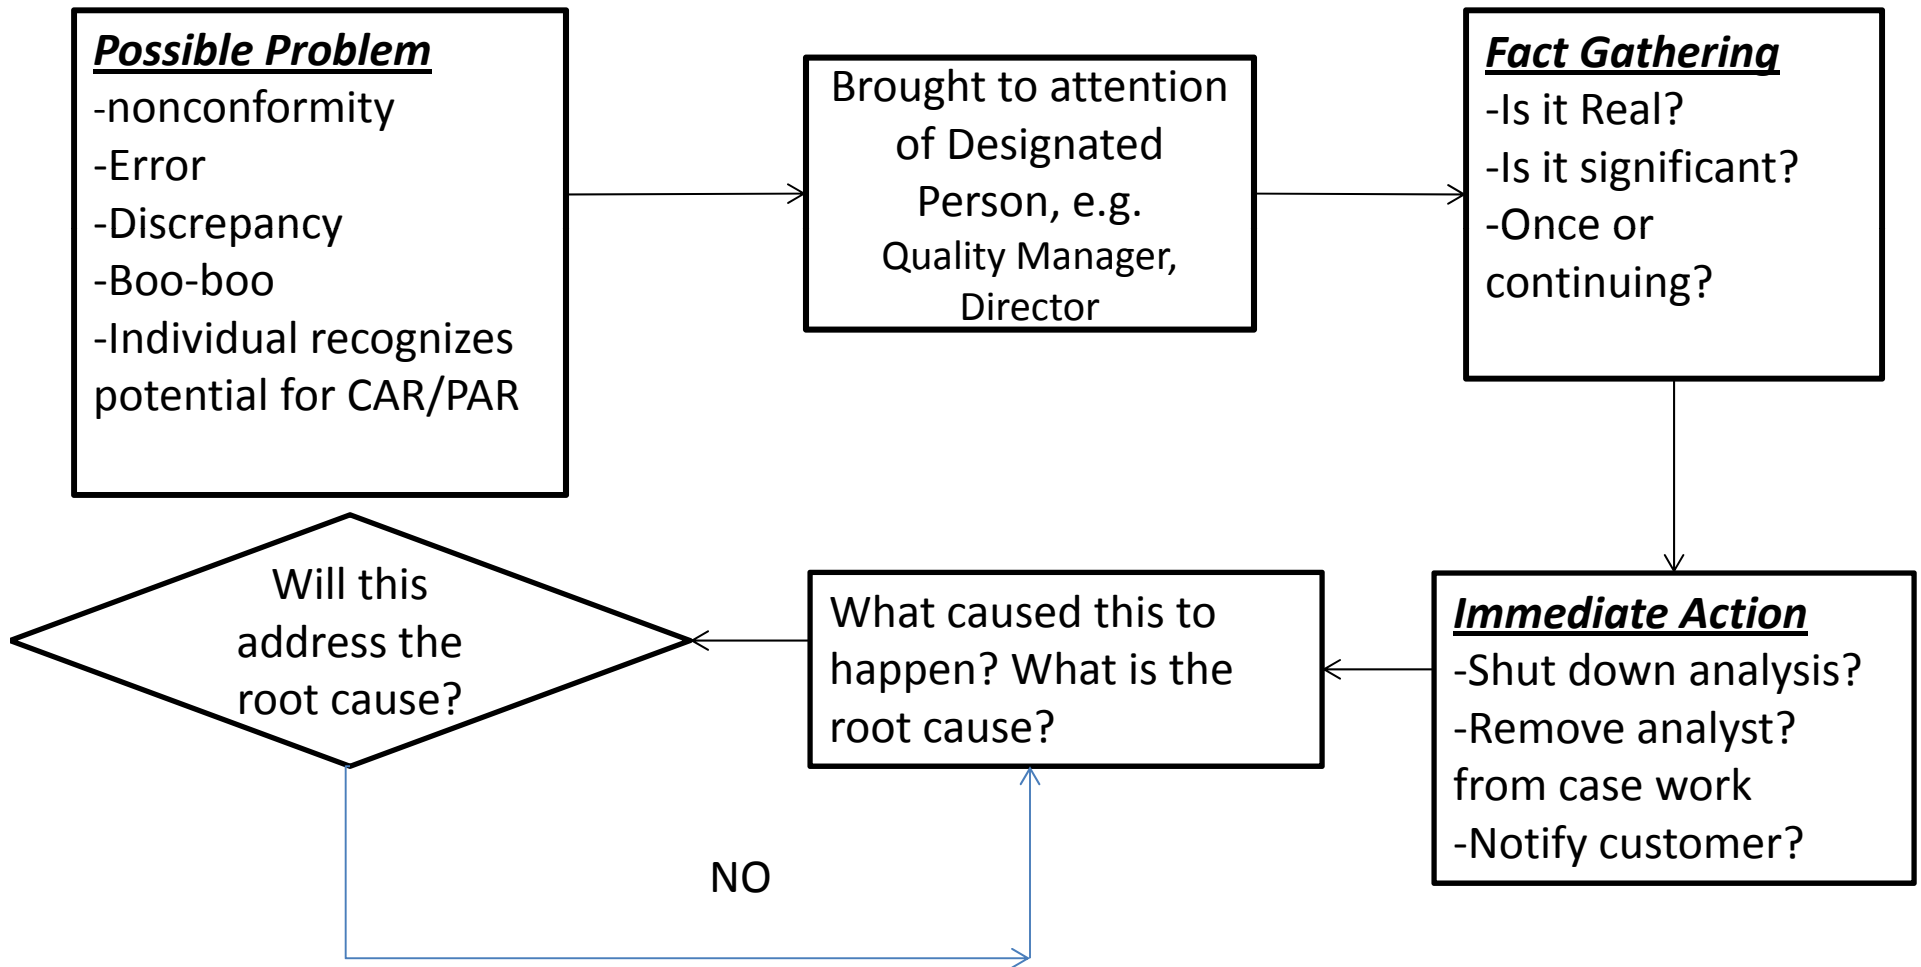 Possible Problem
-nonconformity
-Error
-Discrepancy
-Boo-boo
-Individual recognizes
potential for CAR/PAR
Brought to attention
of Designated
Person, e.g.
Quality Manager,
Director
Fact Gathering
-Is it Real?
-Is it significant?
-Once or
continuing?
Immediate Action
-Shut down analysis?
-Remove analyst?
from case work
-Notify customer?
What caused this to
happen? What is the
root cause?
Will this
address the
root cause?
NO